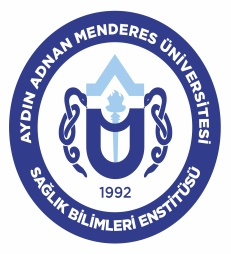 AYDIN ADNAN MENDERES ÜNİVERSİTESİ
1992
SAĞLIK BİLİMLERİ ENSTİTÜSÜ